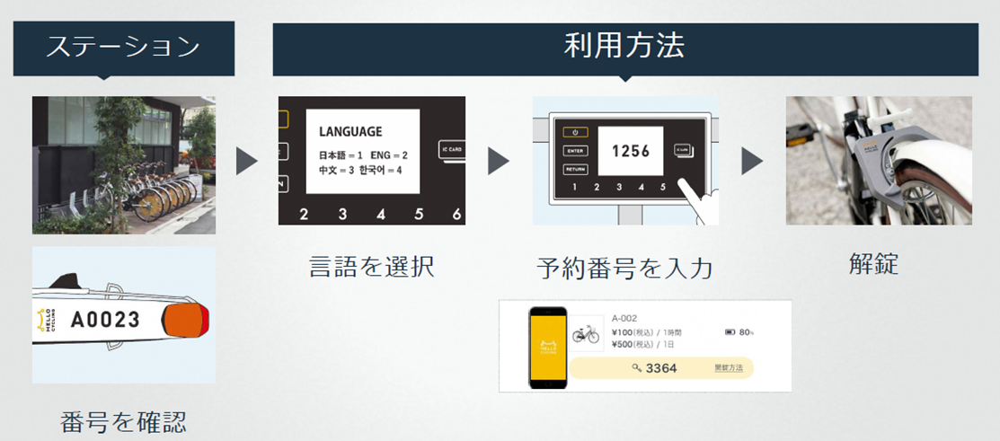 ステーション
利用方法
LANGUAGE
日本語 = 1 ENG = 2
中文 = 3 한국어 = 4
IC CARD
2 3 4 5 6
ENTER
RETURN
1256
1 2 3 4 5
HELLO CYCLING
A0023
番号を確認
言語を選択
予約番号を入力
解錠
HELLO
CYCLING
A-002
¥100(税込) / 1時間
¥500(税込) / 1日
80%
3364
開錠方法